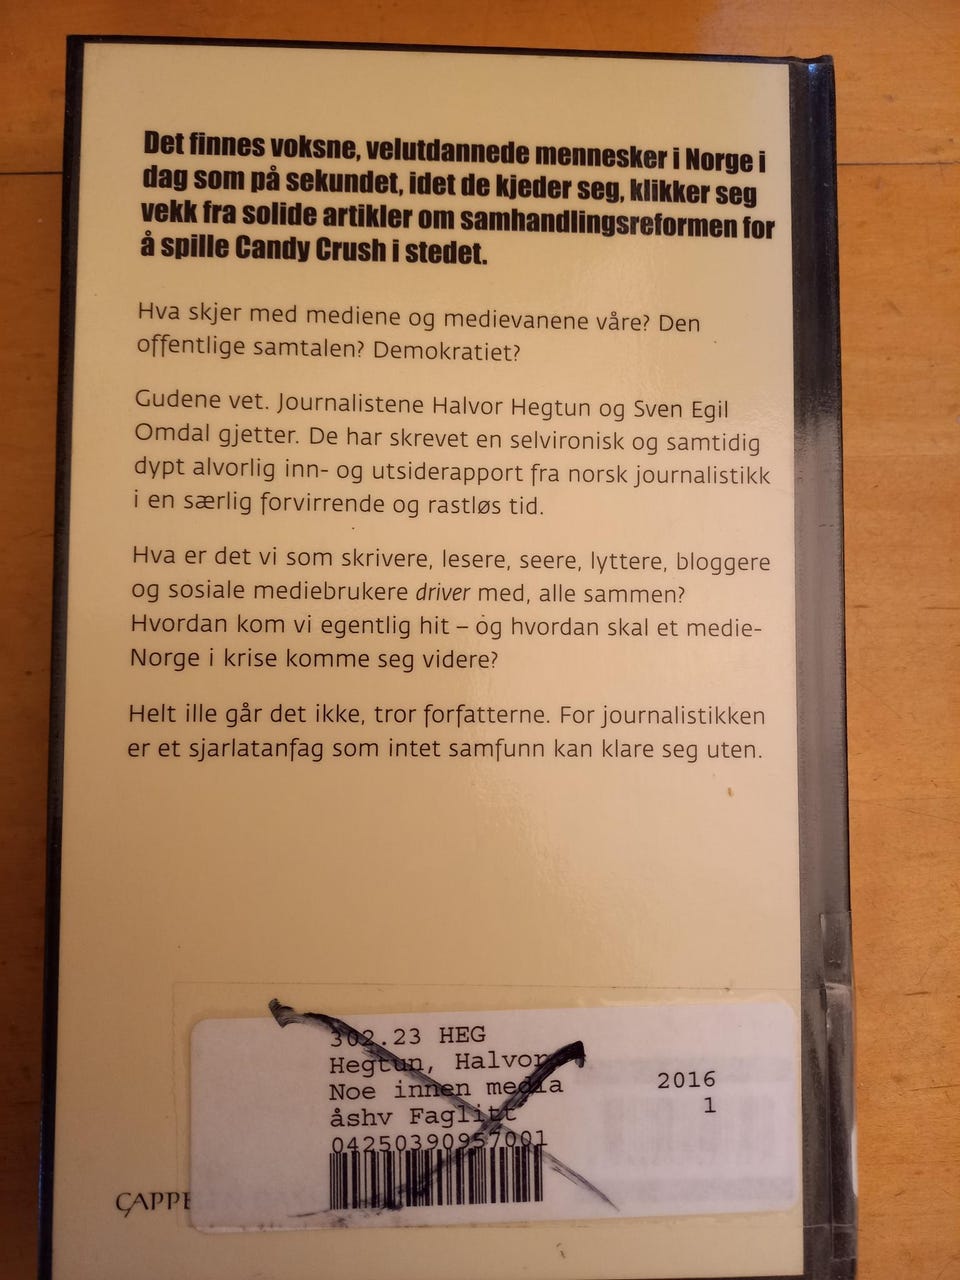 Det finnes voksne, velutdannede mennesker i Norge i
dag som på sekundet, idet de kjeder seg, klikker seg
vekk fra solide artikler om samhandlingsreformen for
å spille Candy Crush i stedet.
Hva skjer med mediene og medievanene våre? Den
offentlige samtalen? Demokratiet?
Gudene vet. Journalistene Halvor Hegtun og Sven Egil
Omdal gjetter. De har skrevet en selvironisk og samtidig
dypt alvorlig inn- og utsiderapport fra norsk journalistikk
i en særlig forvirrende og rastløs tid.
Hva er det vi som skrivere, lesere, seere, lyttere, bloggere
og sosiale mediebrukere driver med, alle sammen?
Hvordan kom vi egentlig hit – og hvordan skal et medie-
Norge i krise komme seg videre?
Helt ille går det ikke, tror forfatterne. For journalistikken
er et sjarlatanfag som intet samfunn kan klare seg uten.
302.23 HEG
Hegtun, Halvor
Noe innen media
åshv Faglitt
04250390957001
2016
1
CAPPE